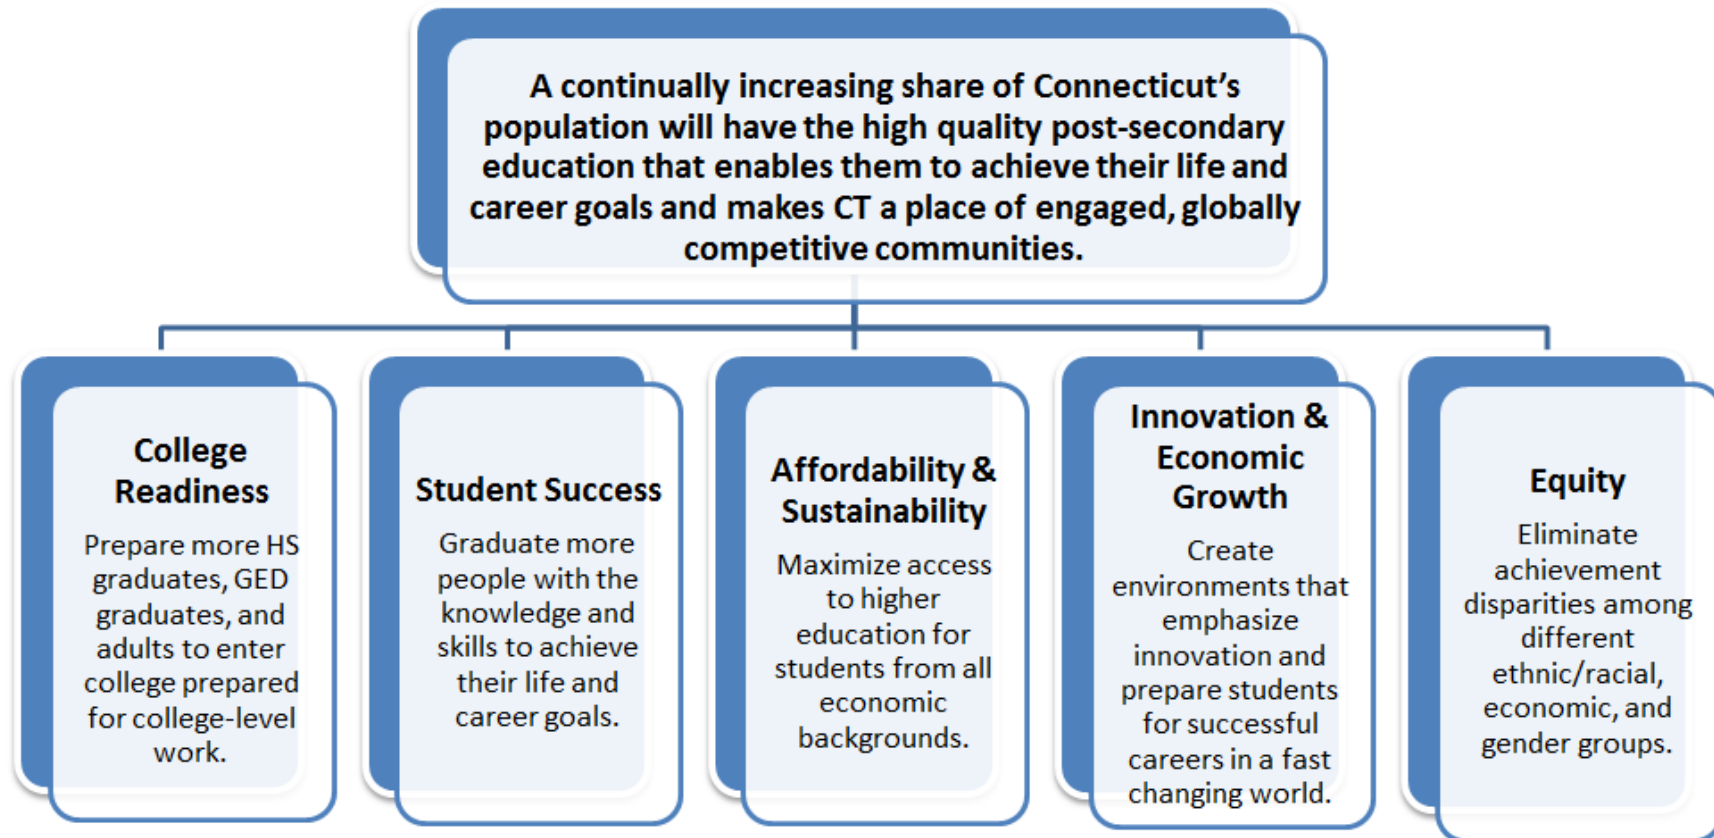 A continually increasing share of Connecticut’s
population will have the high quality post-secondary
education that enables them to achieve their life and
career goals and makes CT a place of engaged, globally
competitive communities.
College
Readiness
Prepare more HS
graduates, GED
graduates, and
adults to enter
college prepared
for college-level
work.
Student Success
Graduate more
people with the
knowledge and
skills to achieve
their life and
career goals.
Affordability &
Sustainability
Maximize access
to higher
education for
students from all
economic
backgrounds.
Innovation &
Economic
Growth
Create
environments that
emphasize
innovation and
prepare students
for successful
careers in a fast
changing world.
Equity
Eliminate
achievement
disparities among
different
ethnic/racial,
economic, and
gender groups.